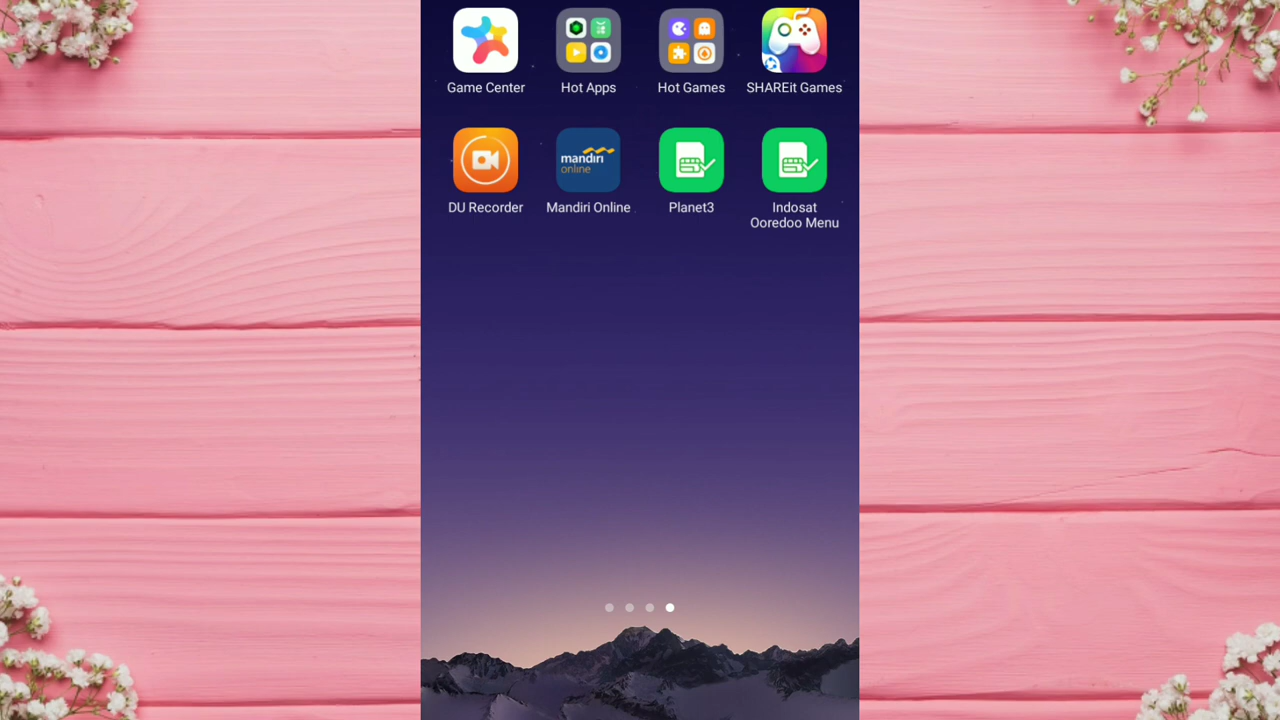 Game Center
Hot Apps
Hot Games
SHAREit Games
mandiri
online
DU Recorder
Mandiri Online
Planet3
Indosat
Ooredoo Menu